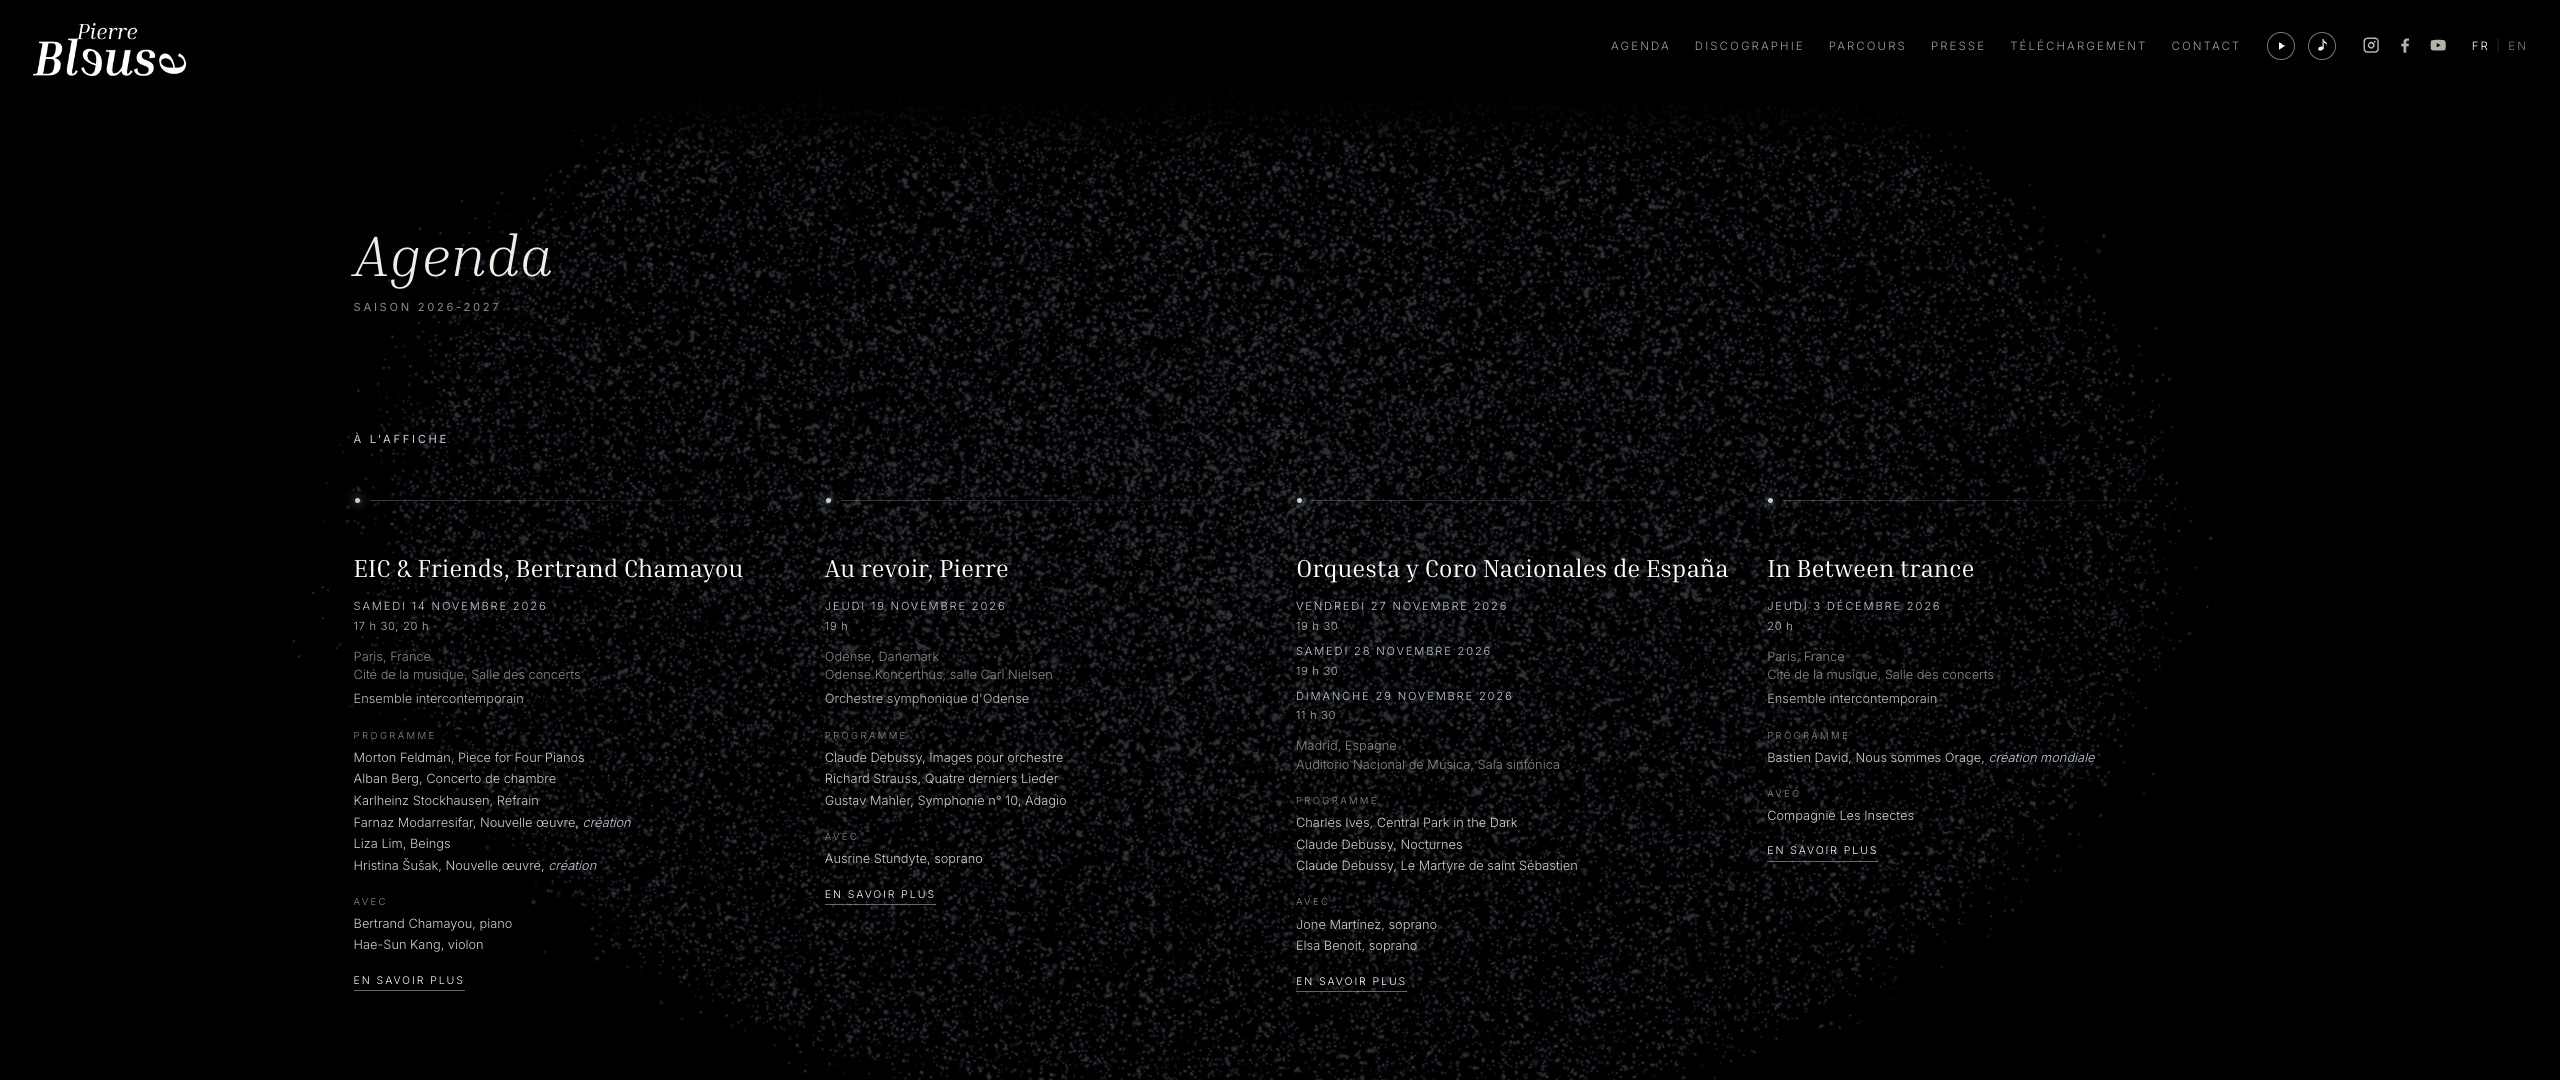 Pierre
Bleuse
AGENDA DISCOGRAPHIE PARCOURS PRESSE TÉLÉCHARGEMENT CONTACT FR | EN
Agenda
SAISON 2026-2027
À L'AFFICHE
EIC & Friends, Bertrand Chamayou
SAMEDI 14 NOVEMBRE 2026
17 h 30, 20 h
Paris, France
Cité de la musique, Salle des concerts
Ensemble intercontemporain
PROGRAMME
Morton Feldman, Piece for Four Pianos
Alban Berg, Concerto de chambre
Karlheinz Stockhausen, Refrain
Farnaz Modarresifar, Nouvelle œuvre, création
Liza Lim, Beings
Hristina Šušak, Nouvelle œuvre, création
AVEC
Bertrand Chamayou, piano
Hae-Sun Kang, violon
EN SAVOIR PLUS
Au revoir, Pierre
JEUDI 19 NOVEMBRE 2026
19 h
Odense, Danemark
Odense Koncerthus, salle Carl Nielsen
Orchestre symphonique d'Odense
PROGRAMME
Claude Debussy, Images pour orchestre
Richard Strauss, Quatre derniers Lieder
Gustav Mahler, Symphonie n° 10, Adagio
AVEC
Ausrine Stundyte, soprano
EN SAVOIR PLUS
Orquesta y Coro Nacionales de España
VENDREDI 27 NOVEMBRE 2026
19 h 30
SAMEDI 28 NOVEMBRE 2026
19 h 30
DIMANCHE 29 NOVEMBRE 2026
11 h 30
Madrid, Espagne
Auditorio Nacional de Música, Sala sinfónica
PROGRAMME
Charles Ives, Central Park in the Dark
Claude Debussy, Nocturnes
Claude Debussy, Le Martyre de saint Sébastien
AVEC
Jone Martínez, soprano
Elsa Benoit, soprano
EN SAVOIR PLUS
In Between trance
JEUDI 3 DÉCEMBRE 2026
20 h
Paris, France
Cité de la musique, Salle des concerts
Ensemble intercontemporain
PROGRAMME
Bastien David, Nous sommes Orage, création mondiale
AVEC
Compagnie Les Insectes
EN SAVOIR PLUS